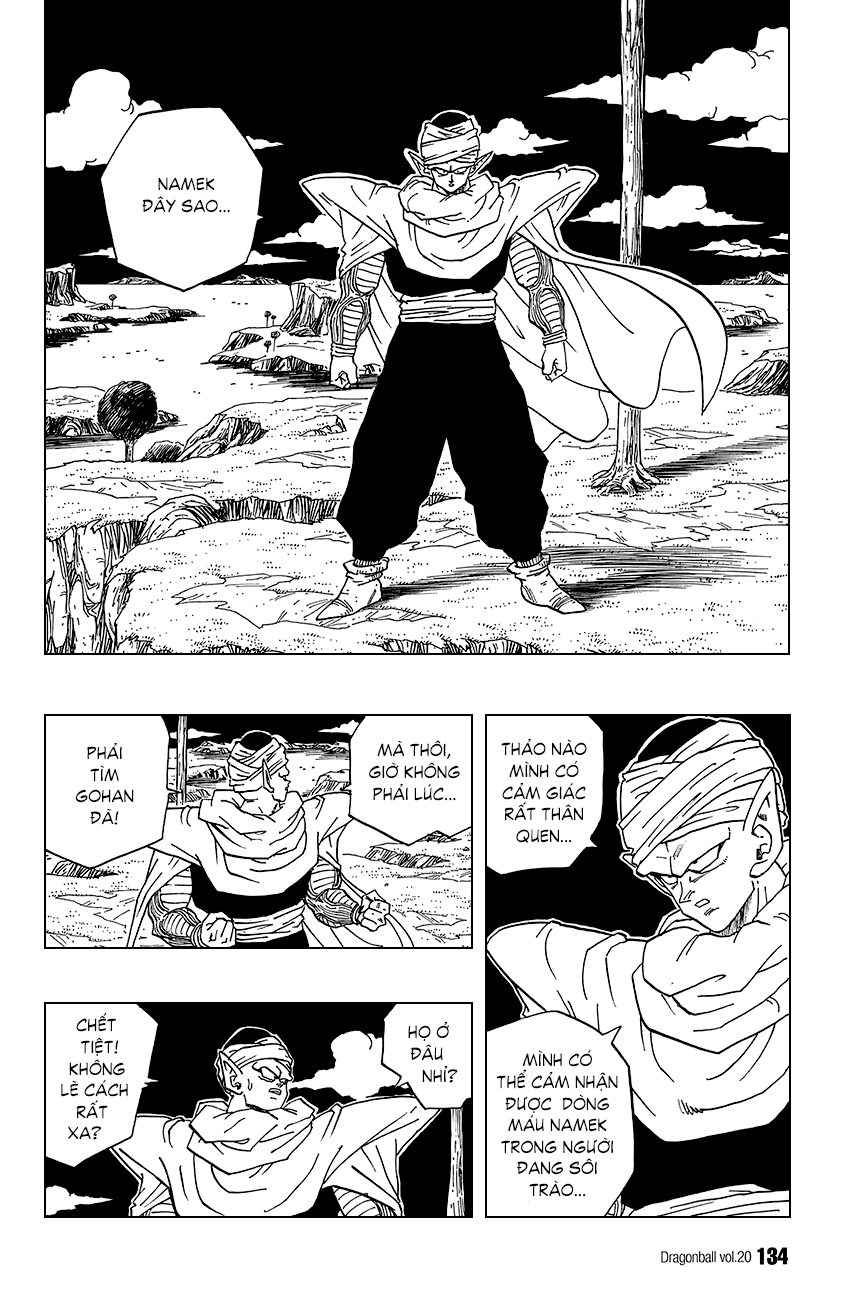 NAMEK
ĐÂY SAO...
THẢO NÀO
MÌNH CÓ
CẢM GIÁC
RẤT THÂN
QUEN...
MÌNH CÓ
THỂ CẢM NHẬN
ĐƯỢC DÒNG
MÁU NAMEK
TRONG NGƯỜI
ĐANG SÔI
TRÀO...
MÀ THÔI,
GIỜ KHÔNG
PHẢI LÚC...
PHẢI
TÌM
GOHAN
ĐÃ!
HỌ Ở
ĐÂU
NHỈ?
CHẾT
TIỆT!
KHÔNG
LẼ CÁCH
RẤT
XA?
Dragonball vol.20 134